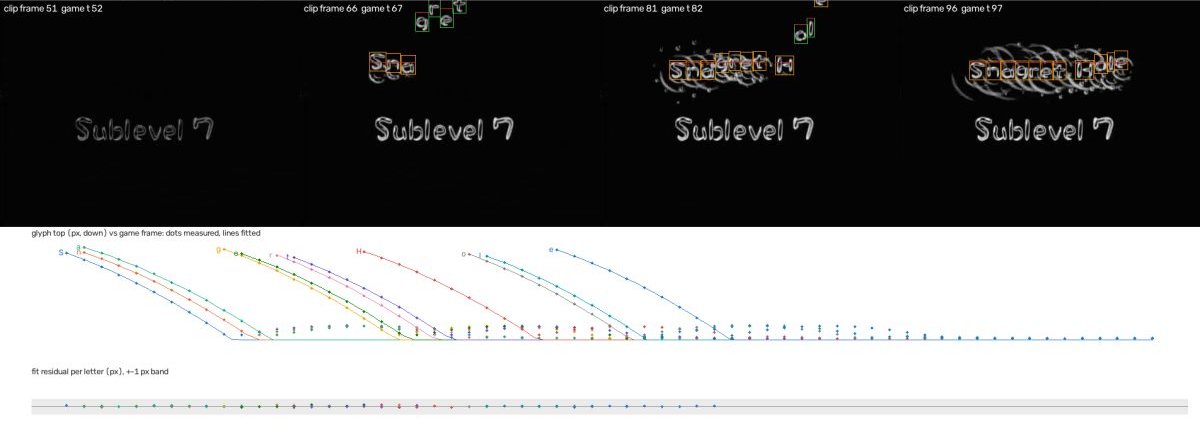 clip frame 51 game t 52
clip frame 66 game t 67
clip frame 81 game t 82
clip frame 96 game t 97
g r e t
S n a
o l
e
S n a g r e t H
S n a g r e t H o l e
Sublevel 7
Sublevel 7
Sublevel 7
Sublevel 7
glyph top (px, down) vs game frame: dots measured, lines fitted
S n a g e r t H o l e
fit residual per letter (px), +-1 px band